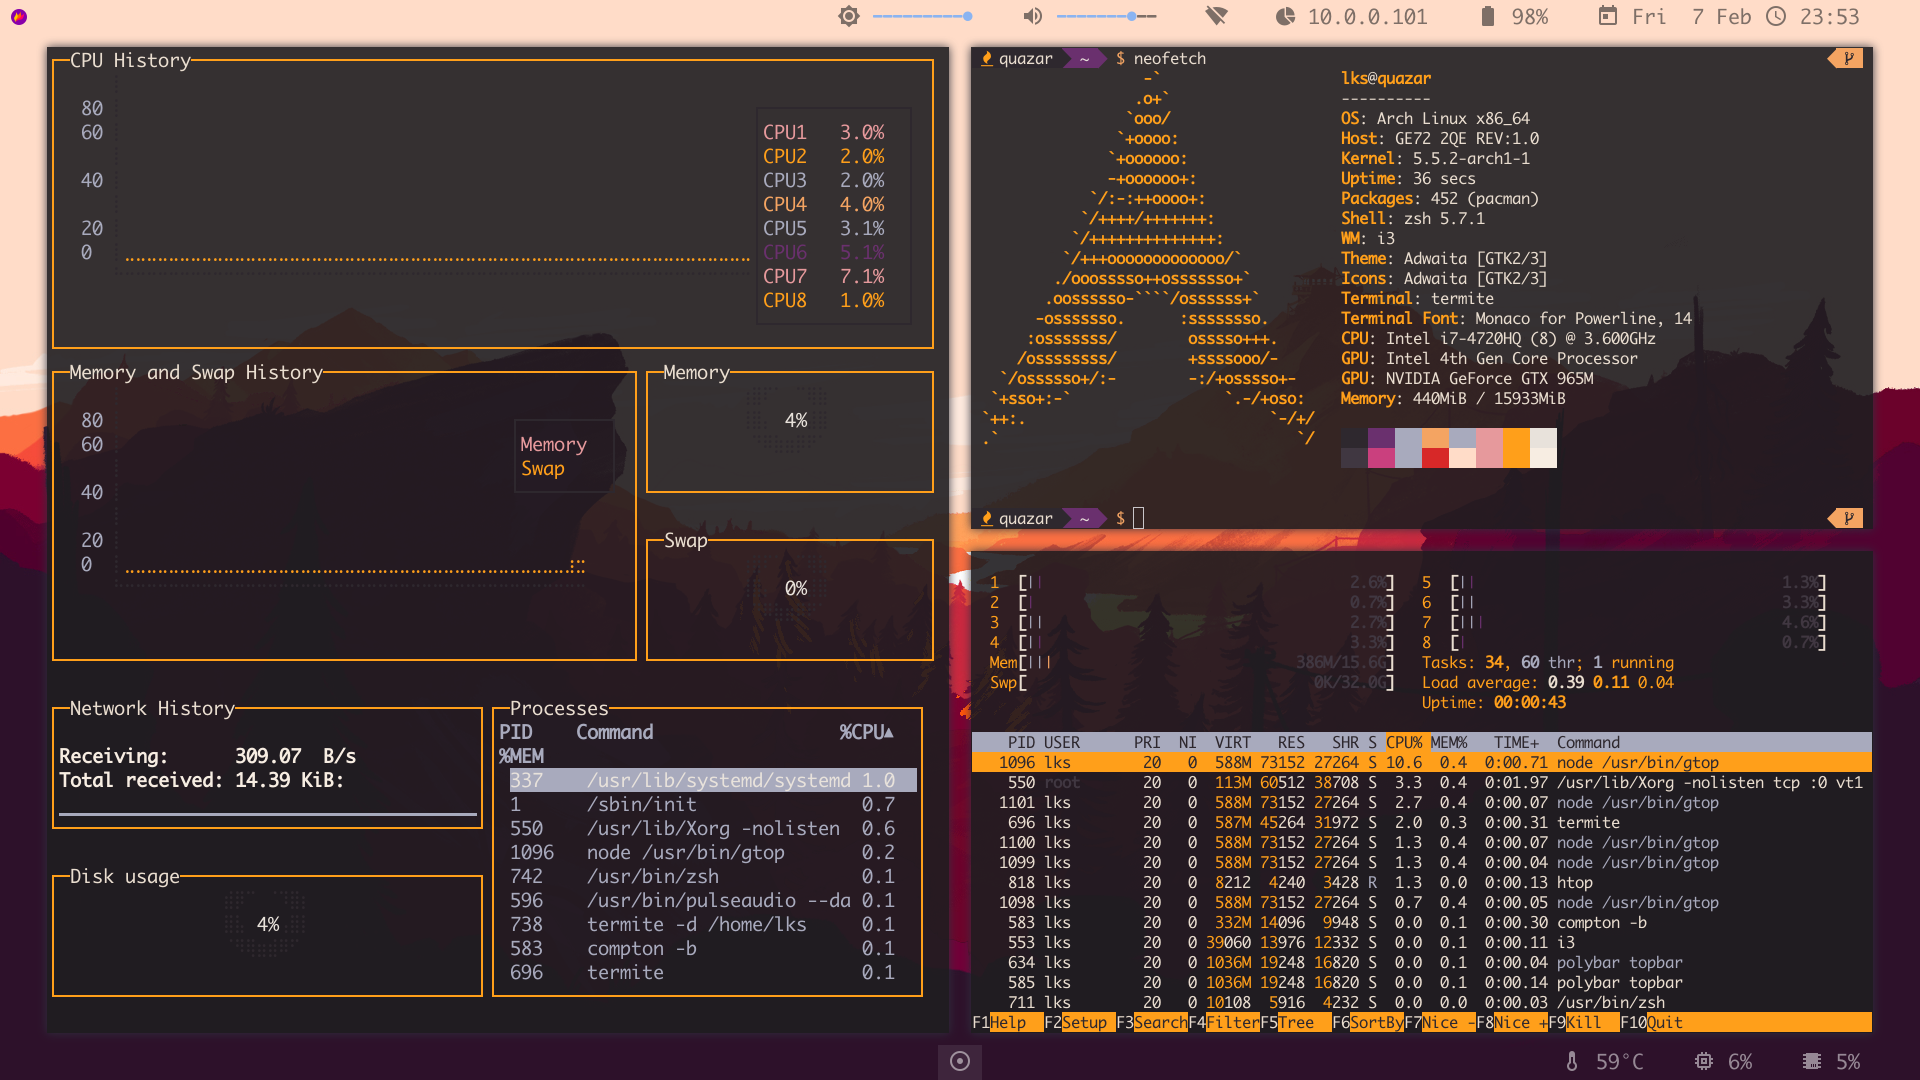 10.0.0.101 98% Fri 7 Feb 23:53
CPU History
80
60
40
20
0
CPU1 3.0%
CPU2 2.0%
CPU3 2.0%
CPU4 4.0%
CPU5 3.1%
CPU6 5.1%
CPU7 7.1%
CPU8 1.0%
Memory and Swap History
80
60
40
20
0
Memory
Swap
Memory
4%
Swap
0%
Network History
Receiving: 309.07 B/s
Total received: 14.39 KiB:
Disk usage
4%
Processes
PID Command %CPU▲
%MEM
337 /usr/lib/systemd/systemd 1.0
1 /sbin/init 0.7
550 /usr/lib/Xorg -nolisten 0.6
1096 node /usr/bin/gtop 0.2
742 /usr/bin/zsh 0.1
596 /usr/bin/pulseaudio --da 0.1
738 termite -d /home/lks 0.1
583 compton -b 0.1
696 termite 0.1
quazar ~ $ neofetch
-`
.o+`
`ooo/
`+oooo:
`+oooooo:
-+oooooo+:
`/:-:++oooo+:
`/++++/+++++++:
`/++++++++++++++:
`/+++ooooooooooooo/`
./ooosssso++osssssso+`
.oossssso-````/ossssss+`
-osssssso. :ssssssso.
:osssssss/ osssso+++.
/ossssssss/ +ssssooo/-
`/ossssso+/:- -:/+osssso+-
`+sso+:-` `.-/+oso:
`++:. `-/+/
.` `/
lks@quazar
----------
OS: Arch Linux x86_64
Host: GE72 2QE REV:1.0
Kernel: 5.5.2-arch1-1
Uptime: 36 secs
Packages: 452 (pacman)
Shell: zsh 5.7.1
WM: i3
Theme: Adwaita [GTK2/3]
Icons: Adwaita [GTK2/3]
Terminal: termite
Terminal Font: Monaco for Powerline, 14
CPU: Intel i7-4720HQ (8) @ 3.600GHz
GPU: Intel 4th Gen Core Processor
GPU: NVIDIA GeForce GTX 965M
Memory: 440MiB / 15933MiB
quazar ~ $
1 [|| 2.6%] 5 [|| 1.3%]
2 [| 0.7%] 6 [|| 3.3%]
3 [|| 2.7%] 7 [||| 4.6%]
4 [|| 3.3%] 8 [| 0.7%]
Mem[||| 386M/15.6G] Tasks: 34, 60 thr; 1 running
Swp[ 0K/32.0G] Load average: 0.39 0.11 0.04
Uptime: 00:00:43
PID USER PRI NI VIRT RES SHR S CPU% MEM% TIME+ Command
1096 lks 20 0 588M 73152 27264 S 10.6 0.4 0:00.71 node /usr/bin/gtop
550 root 20 0 113M 60512 38708 S 3.3 0.4 0:01.97 /usr/lib/Xorg -nolisten tcp :0 vt1
1101 lks 20 0 588M 73152 27264 S 2.7 0.4 0:00.07 node /usr/bin/gtop
696 lks 20 0 587M 45264 31972 S 2.0 0.3 0:00.31 termite
1100 lks 20 0 588M 73152 27264 S 1.3 0.4 0:00.07 node /usr/bin/gtop
1099 lks 20 0 588M 73152 27264 S 1.3 0.4 0:00.04 node /usr/bin/gtop
818 lks 20 0 8212 4240 3428 R 1.3 0.0 0:00.13 htop
1098 lks 20 0 588M 73152 27264 S 0.7 0.4 0:00.05 node /usr/bin/gtop
583 lks 20 0 332M 14096 9948 S 0.0 0.1 0:00.30 compton -b
553 lks 20 0 39060 13976 12332 S 0.0 0.1 0:00.11 i3
634 lks 20 0 1036M 19248 16820 S 0.0 0.1 0:00.04 polybar topbar
585 lks 20 0 1036M 19248 16820 S 0.0 0.1 0:00.14 polybar topbar
711 lks 20 0 10108 5916 4232 S 0.0 0.0 0:00.03 /usr/bin/zsh
F1Help F2Setup F3SearchF4FilterF5Tree F6SortByF7Nice -F8Nice +F9Kill F10Quit
59°C 6% 5%